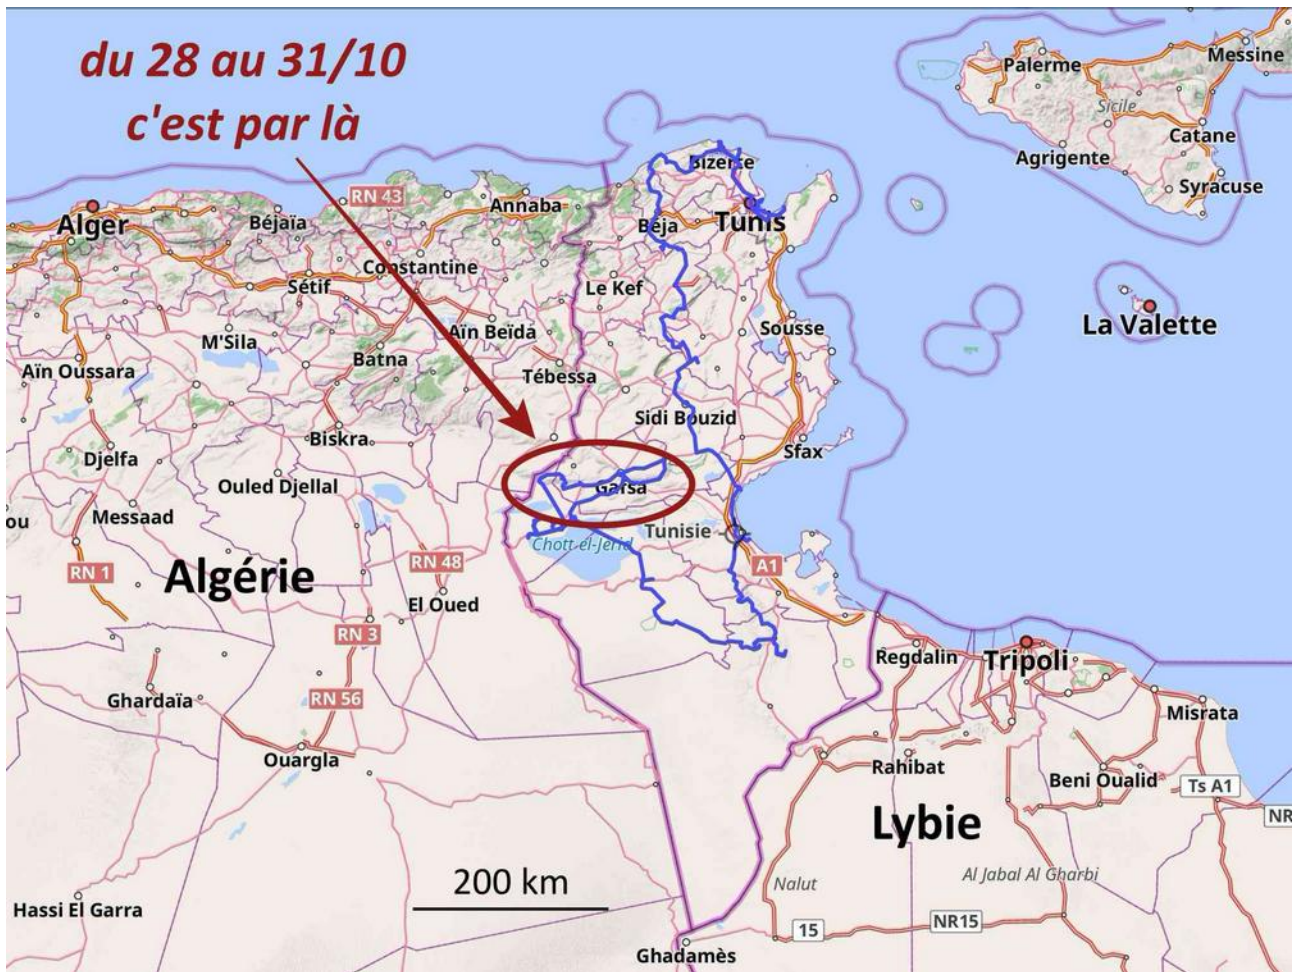 du 28 au 31/10
c'est par là
Palerme
Messine
Sicile
Catane
Agrigente
Syracuse
Bizerte
RN 43
Annaba
Alger
Béjaïa
Béja
Tunis
Constantine
Sétif
Le Kef
La Valette
M'Sila
Aïn Beïda
Sousse
Batna
Aïn Oussara
Tébessa
Sidi Bouzid
Biskra
Sfax
Djelfa
Ouled Djellal
Gafsa
Messaad
ou
Tunisie
Chott el-Jerid
RN 1
Algérie
RN 48
A1
El Oued
RN 3
Regdalin
Tripoli
Ghardaïa
RN 56
Misrata
Ouargla
Rahibat
Beni Oualid
Ts A1
Lybie
NR
200 km
Nalut
Al Jabal Al Gharbi
Hassi El Garra
15
NR15
Ghadamès